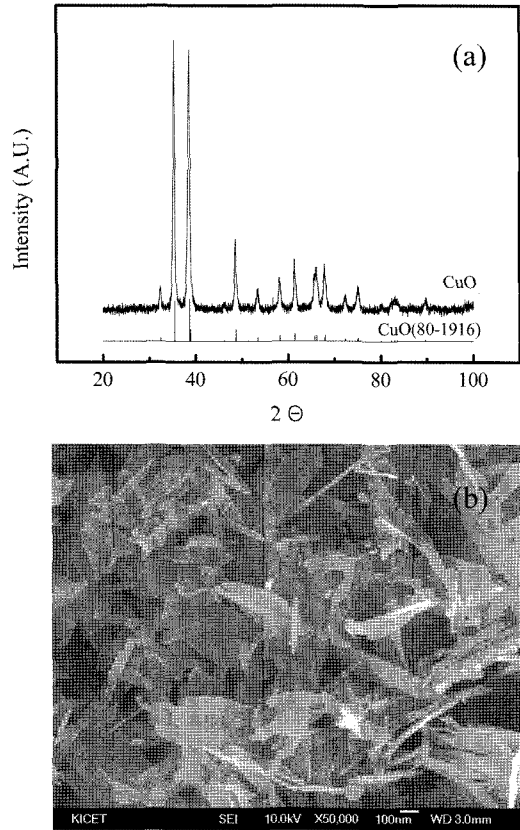 (a)
Intensity (A.U.)
CuO
CuO(80-1916)
20 40 60 80 100
2 Θ
(b)
KICET SEI 10.0kV X50,000 100nm WD 3.0mm